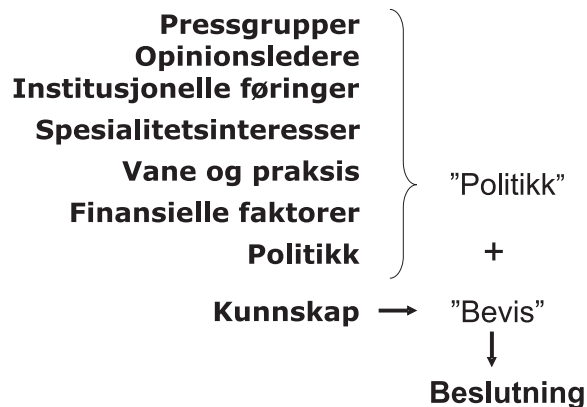 Pressgrupper
Opinionsledere
Institusjonelle føringer
Spesialitetsinteresser
Vane og praksis
Finansielle faktorer
Politikk
”Politikk”
+
Kunnskap
”Bevis”
Beslutning